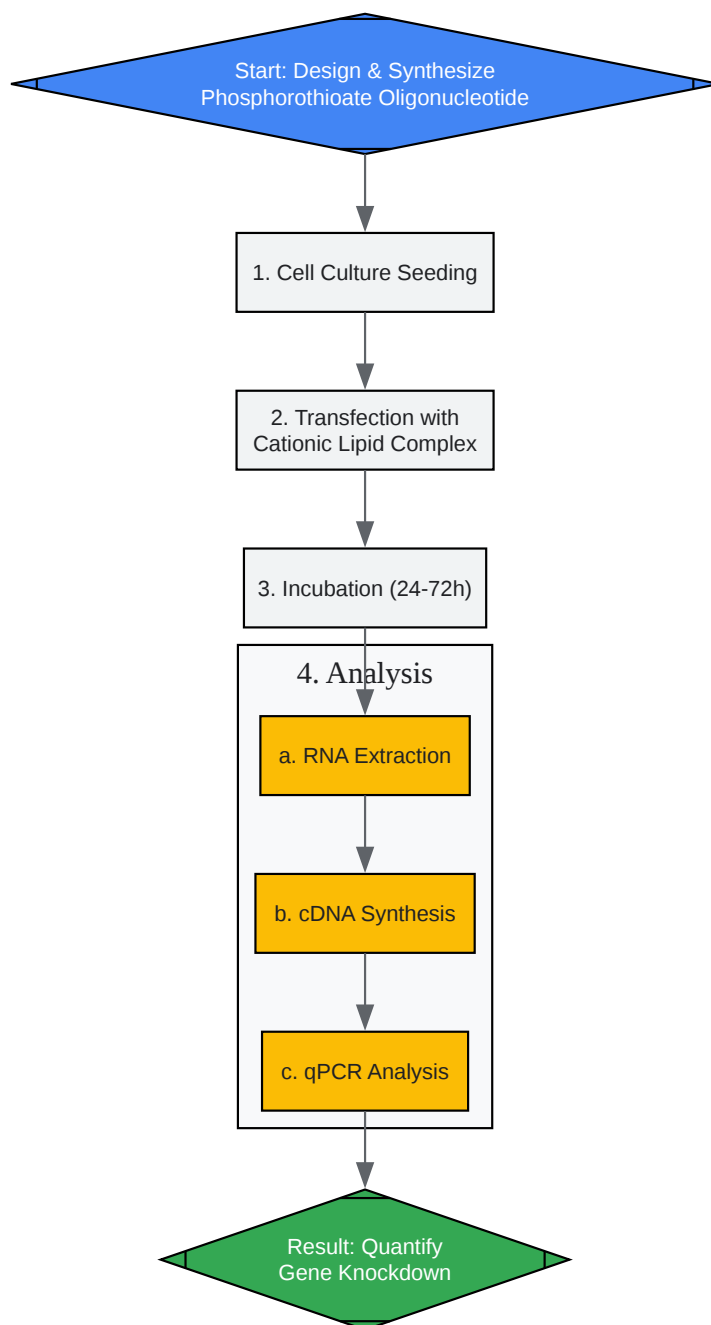 Start: Design & Synthesize
Phosphorothioate Oligonucleotide
1. Cell Culture Seeding
2. Transfection with
Cationic Lipid Complex
3. Incubation (24-72h)
4. Analysis
a. RNA Extraction
b. cDNA Synthesis
c. qPCR Analysis
Result: Quantify
Gene Knockdown